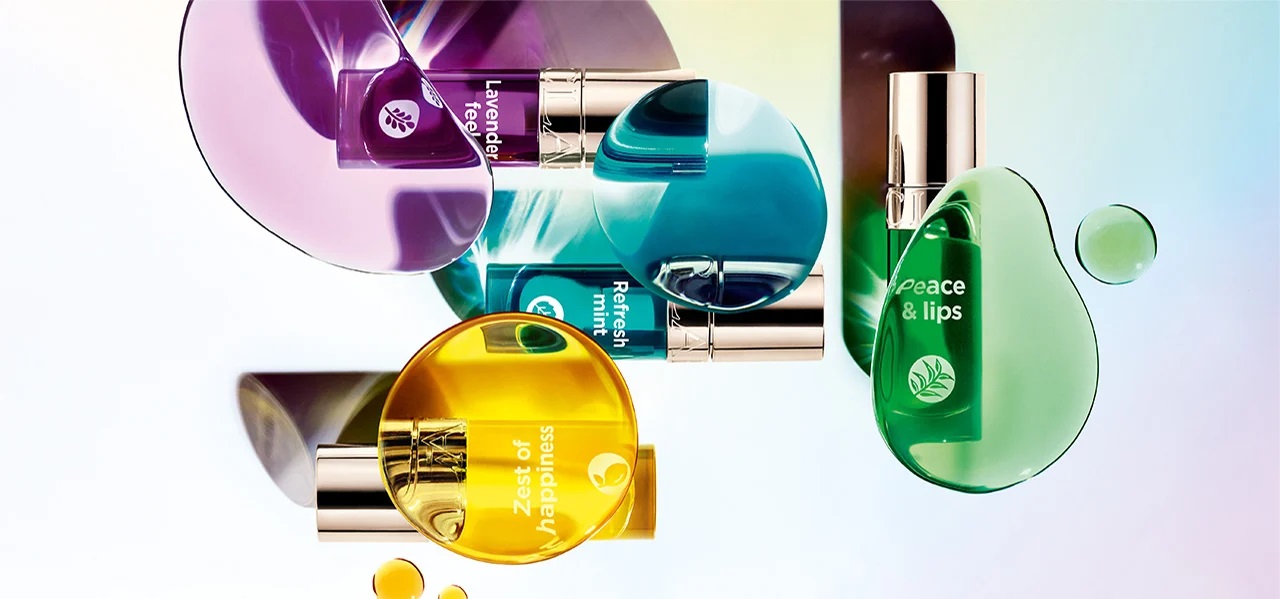 Lavender
feel
Refresh
mint
Peace
& lips
Zest of
happiness